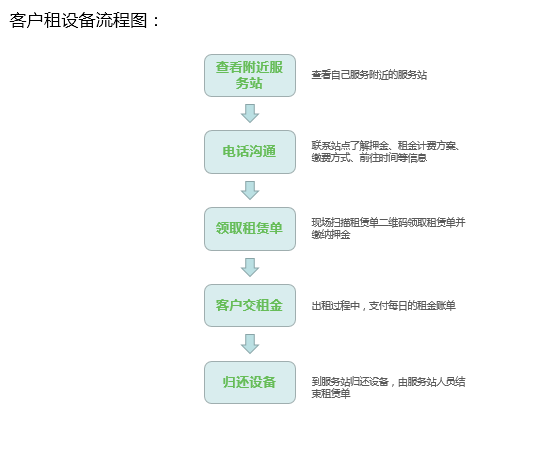 客户租设备流程图：
查看附近服
务站
查看自己服务附近的服务站
电话沟通
联系站点了解押金、租金计费方案、
缴费方式、前往时间等信息
领取租赁单
现场扫描租赁单二维码领取租赁单并
缴纳押金
客户交租金
出租过程中，支付每日的租金账单
归还设备
到服务站归还设备，由服务站人员结
束租赁单